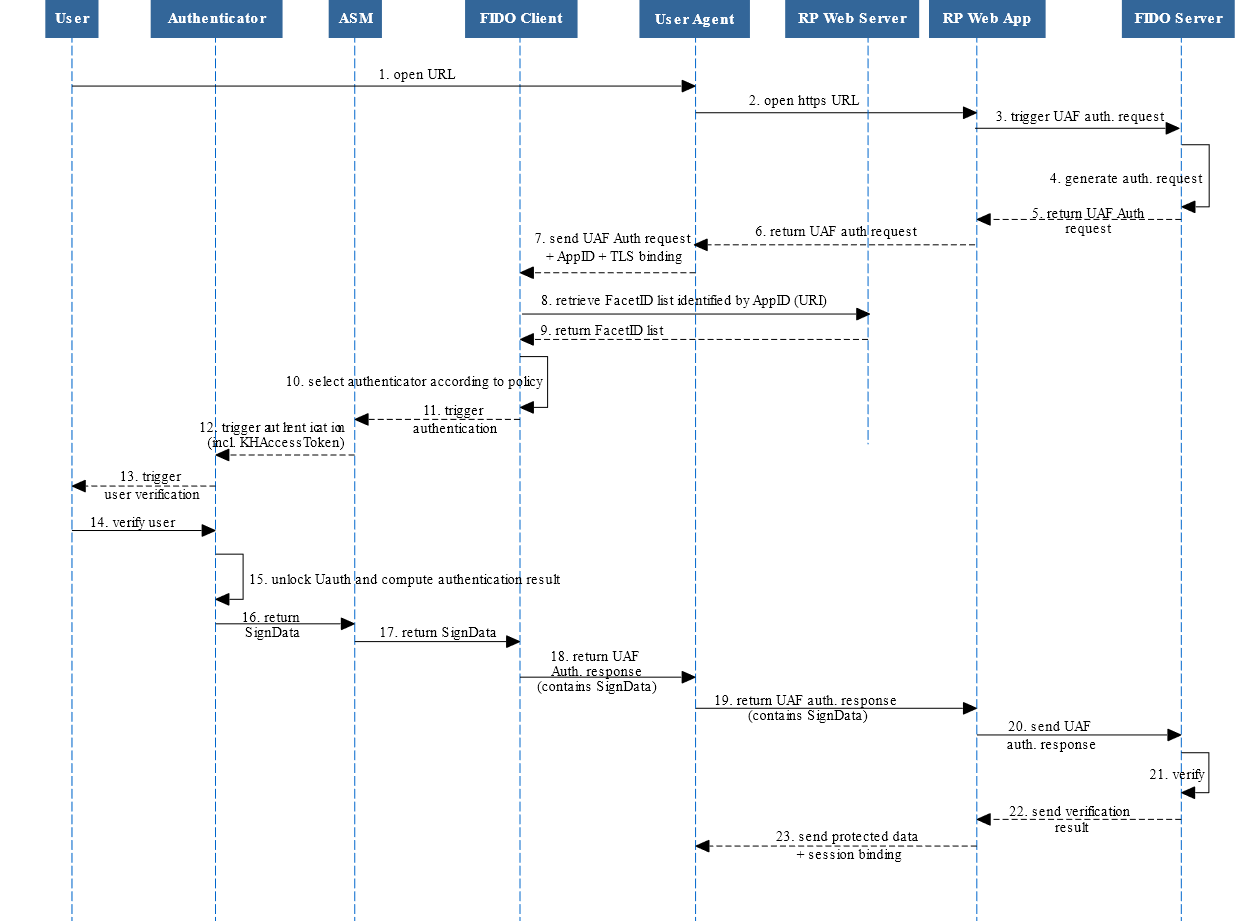 User
Authenticator
ASM
FIDO Client
User Agent
RP Web Server
RP Web App
FIDO Server
1. open URL
2. open https URL
3. trigger UAF auth. request
4. generate auth. request
5. return UAF Auth
request
6. return UAF auth request
7. send UAF Auth request
+ AppID + TLS binding
8. retrieve FacetID list identified by AppID (URI)
9. return FacetID list
10. select authenticator according to policy
11. trigger
authentication
12. trigger authentication
(incl. KHAccessToken)
13. trigger
user verification
14. verify user
15. unlock Uauth and compute authentication result
16. return
SignData
17. return SignData
18. return UAF
Auth. response
(contains SignData)
19. return UAF auth. response
(contains SignData)
20. send UAF
auth. response
21. verify
22. send verification
result
23. send protected data
+ session binding